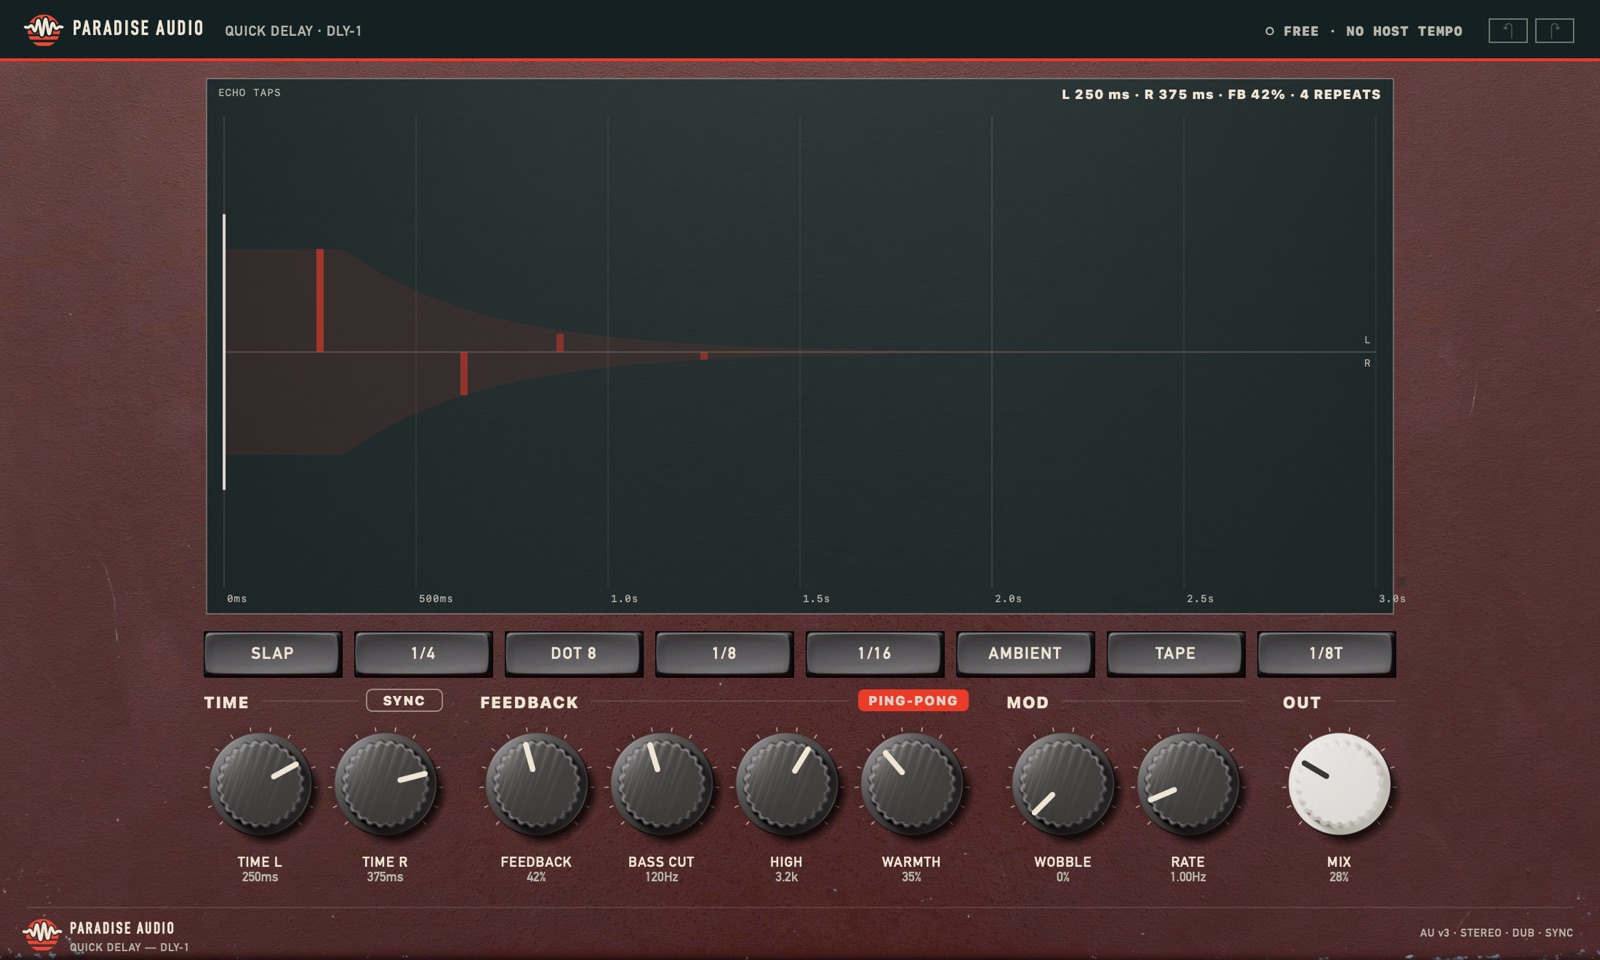 PARADISE AUDIO QUICK DELAY · DLY-1 FREE · NO HOST TEMPO
ECHO TAPS L 250 ms · R 375 ms · FB 42% · 4 REPEATS
L
R
0ms 500ms 1.0s 1.5s 2.0s 2.5s 3.0s
SLAP 1/4 DOT 8 1/8 1/16 AMBIENT TAPE 1/8T
TIME SYNC FEEDBACK PING-PONG MOD OUT
TIME L TIME R FEEDBACK BASS CUT HIGH WARMTH WOBBLE RATE MIX
250ms 375ms 42% 120Hz 3.2k 35% 0% 1.00Hz 28%
PARADISE AUDIO
QUICK DELAY — DLY-1 AU v3 · STEREO · DUB · SYNC